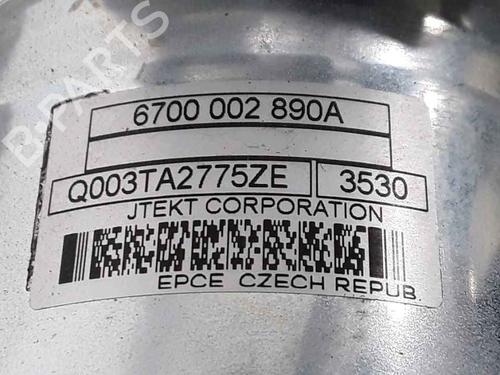 B-PARTS
6700 002 890A
Q003TA2775ZE 3530
JTEKT CORPORATION
EPCE CZECH REPUB.